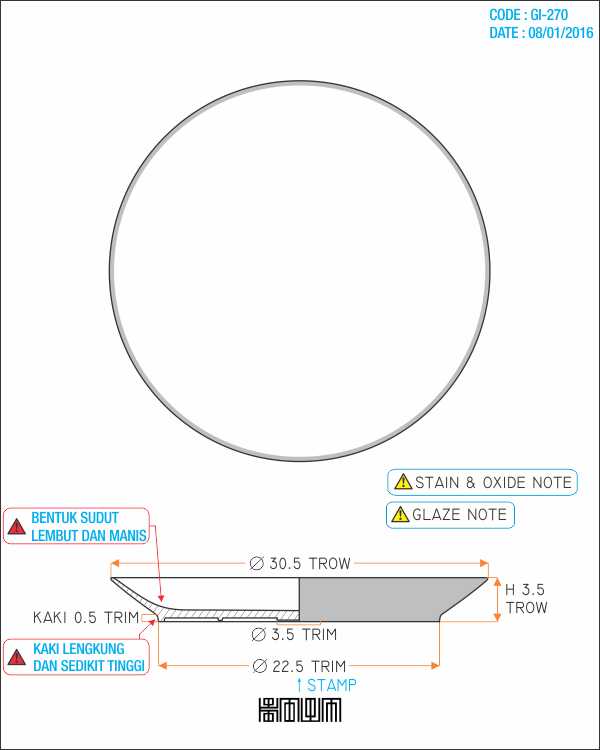 CODE : GI-270
DATE : 08/01/2016
STAIN & OXIDE NOTE
GLAZE NOTE
BENTUK SUDUT
LEMBUT DAN MANIS
Ø 30.5 TROW
H 3.5
TROW
KAKI 0.5 TRIM
Ø 3.5 TRIM
KAKI LENGKUNG
DAN SEDIKIT TINGGI
Ø 22.5 TRIM
↑ STAMP